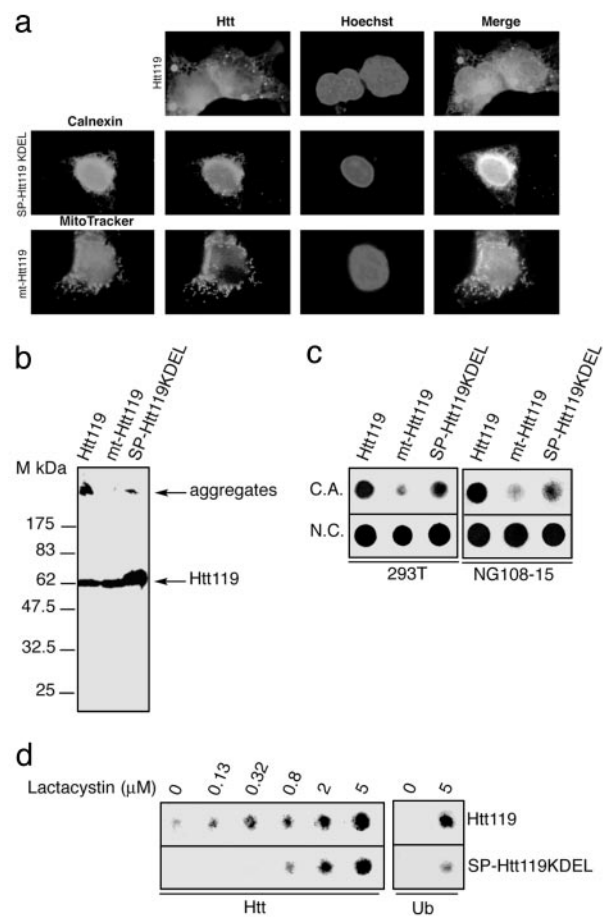 a
Htt Hoechst Merge
Htt119
Calnexin
SP-Htt119 KDEL
MitoTracker
mt-Htt119
b
Htt119 mt-Htt119 SP-Htt119KDEL
M kDa
aggregates
175
83
62
Htt119
47.5
32.5
25
c
Htt119 mt-Htt119 SP-Htt119KDEL Htt119 mt-Htt119 SP-Htt119KDEL
C.A.
N.C.
293T NG108-15
d
Lactacystin (μM) 0 0.13 0.32 0.8 2 5 0 5
Htt119
SP-Htt119KDEL
Htt Ub